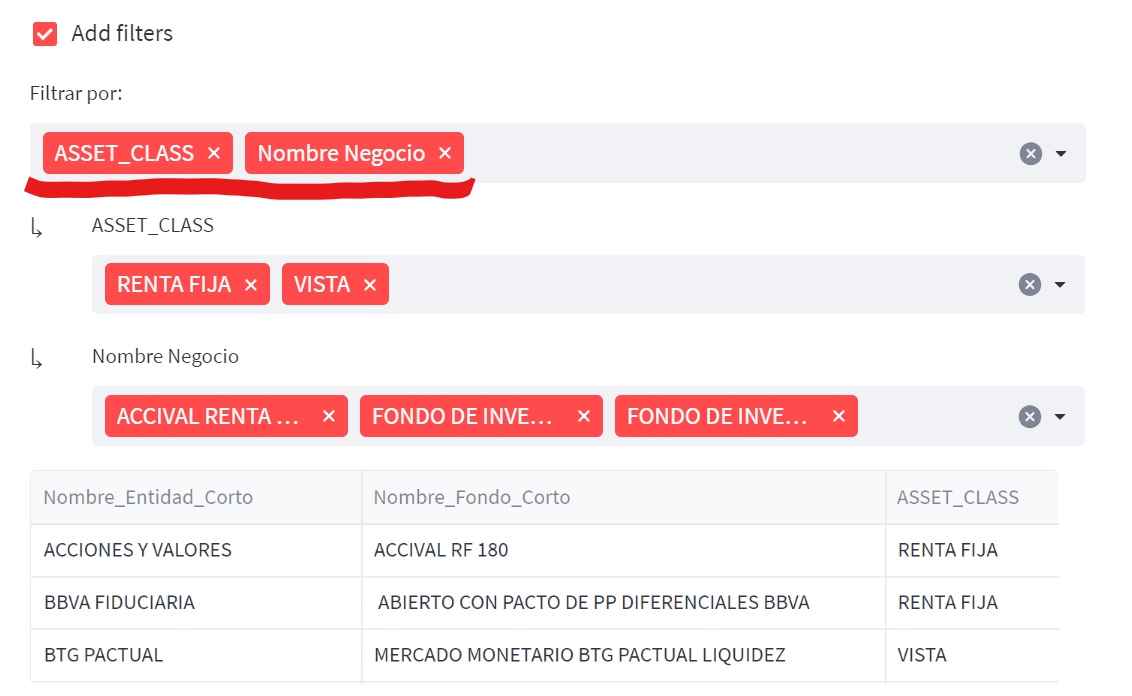 Add filters
Filtrar por:
ASSET_CLASS × Nombre Negocio ×
ASSET_CLASS
RENTA FIJA × VISTA ×
Nombre Negocio
ACCIVAL RENTA ... × FONDO DE INVE... × FONDO DE INVE... ×
Nombre_Entidad_Corto Nombre_Fondo_Corto ASSET_CLASS
ACCIONES Y VALORES ACCIVAL RF 180 RENTA FIJA
BBVA FIDUCIARIA ABIERTO CON PACTO DE PP DIFERENCIALES BBVA RENTA FIJA
BTG PACTUAL MERCADO MONETARIO BTG PACTUAL LIQUIDEZ VISTA